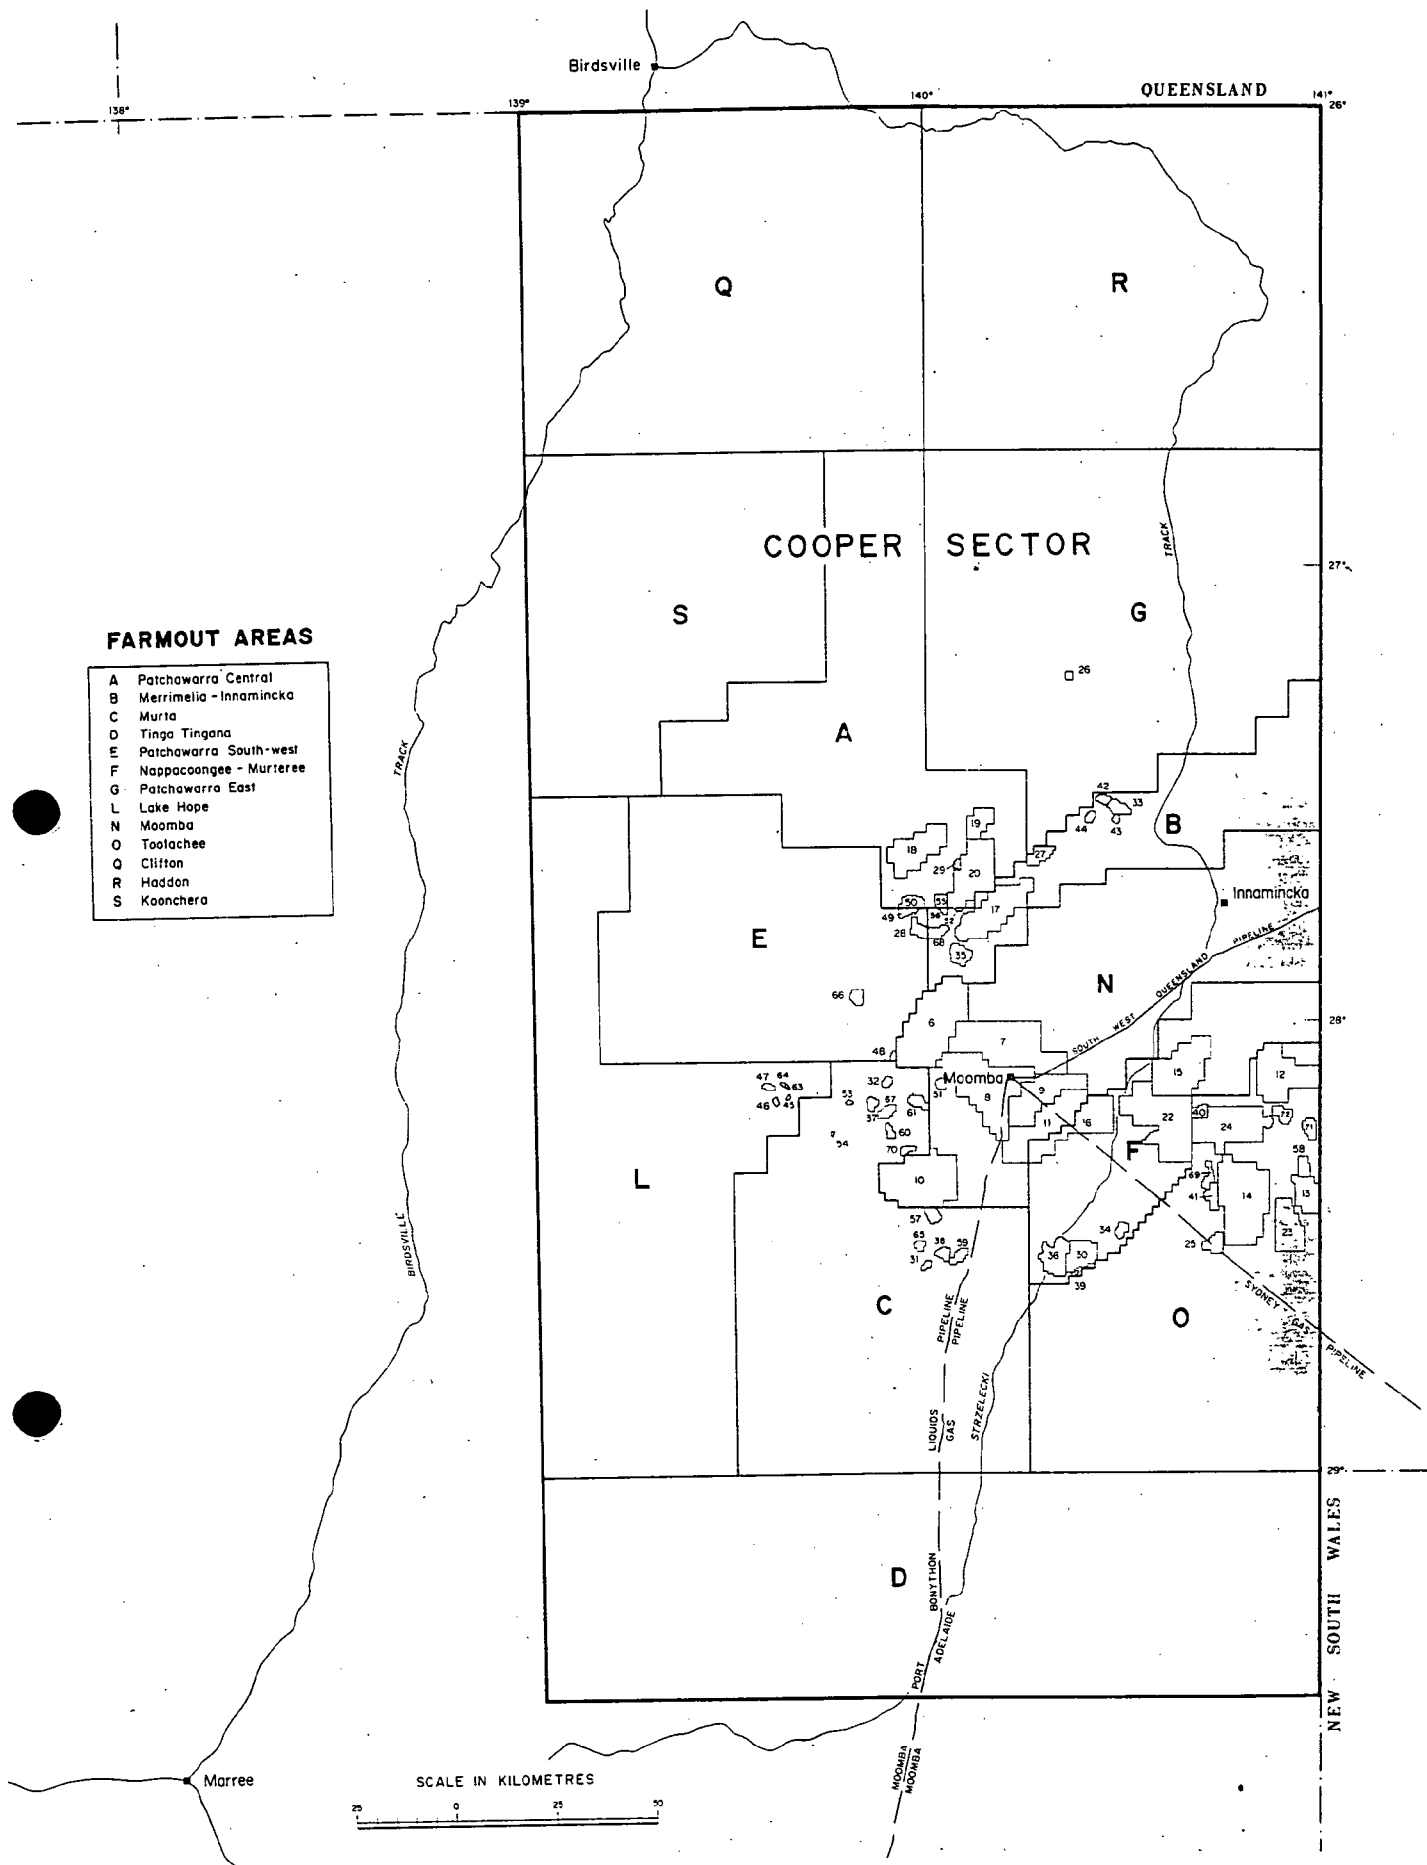 Birdsville
QUEENSLAND
138°
139°
140°
141°
26°
Q
R
COOPER SECTOR
TRACK
27°
S
G
26
FARMOUT AREAS
A Patchawarra Central
B Merrimelia - Innamincka
C Murta
D Tinga Tingana
E Patchawarra South-west
F Nappacoongee - Murteree
G Patchawarra East
L Lake Hope
N Moomba
O Toolachee
Q Clifton
R Haddon
S Koonchera
A
TRACK
42
33
44
43
B
19
18
27
29
20
Innamincka
50
55
17
49
28
68
E
35
PIPELINE
QUEENSLAND
SOUTH WEST
N
66
6
28°
7
48
Moomba
15
12
47
64
63
32
51
8
9
46
45
53
37
67
61
11
16
22
40
24
72
71
54
60
F
58
70
69
L
10
41
14
13
57
34
25
65
38
59
36
30
31
39
BIRDSVILLE
SYDNEY GAS PIPELINE
C
O
PIPELINE
PIPELINE
STRZELECKI
LIQUIDS
GAS
29°
D
BONYTHON
ADELAIDE
PORT
NEW SOUTH WALES
Marree
SCALE IN KILOMETRES
25 0 25 50
MOOMBA
MOOMBA